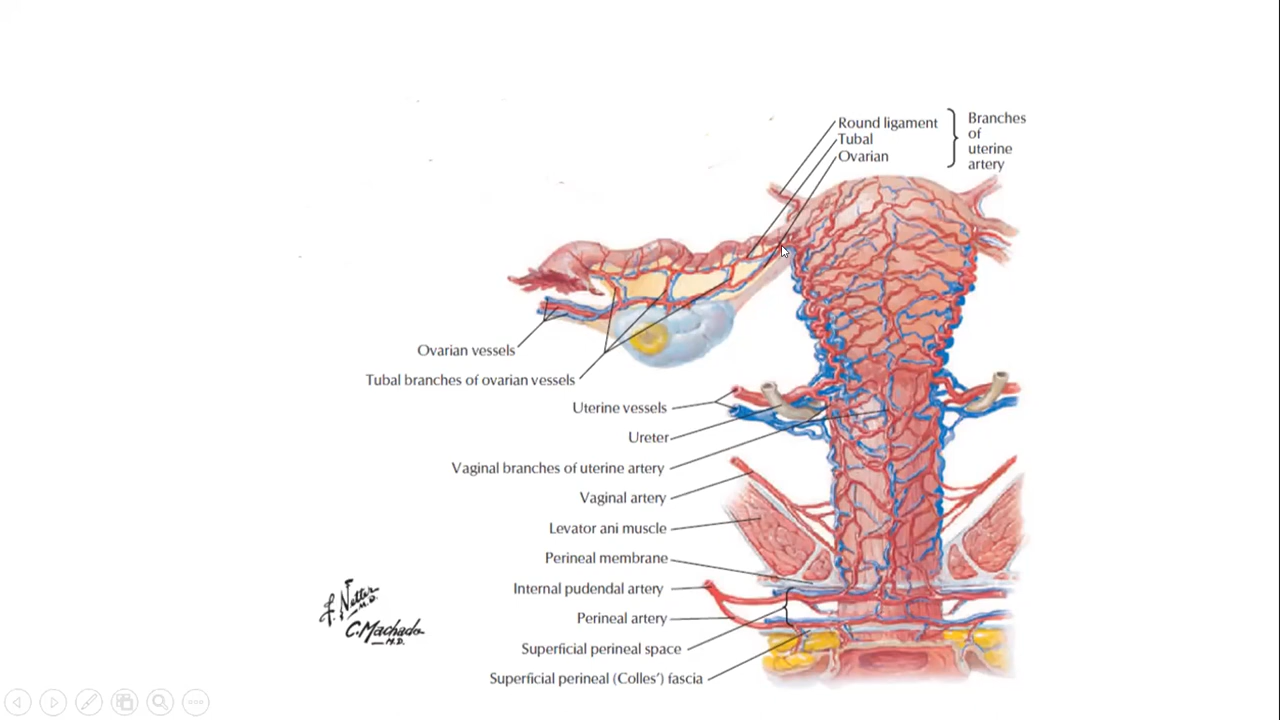 Round ligament
Tubal
Ovarian
Branches
of
uterine
artery
Ovarian vessels
Tubal branches of ovarian vessels
Uterine vessels
Ureter
Vaginal branches of uterine artery
Vaginal artery
Levator ani muscle
Perineal membrane
Internal pudendal artery
Perineal artery
Superficial perineal space
Superficial perineal (Colles’) fascia
F. Netter
M.D.
C. Machado
M.D.